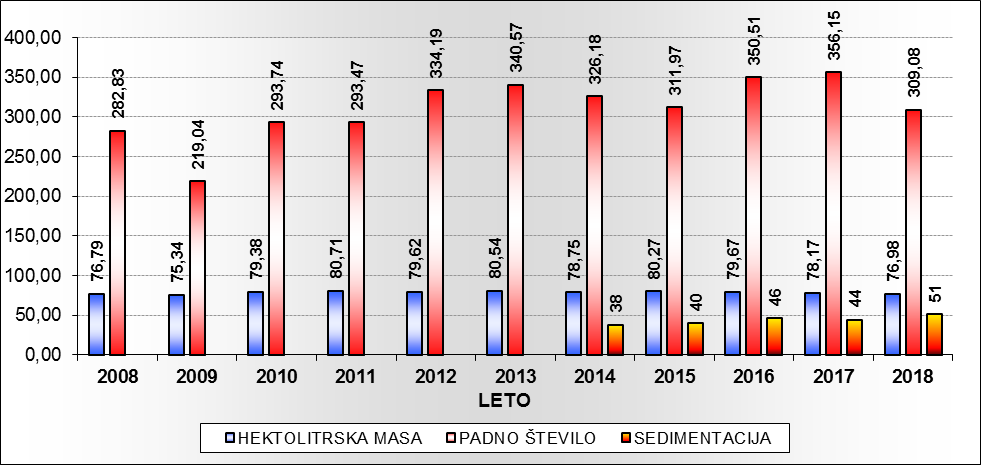 400,00
350,00
300,00
250,00
200,00
150,00
100,00
50,00
0,00
76,79 282,83
75,34 219,04
79,38 293,74
80,71 293,47
79,62 334,19
80,54 340,57
78,75 326,18 38
80,27 311,97 40
79,67 350,51 46
78,17 356,15 44
76,98 309,08 51
2008 2009 2010 2011 2012 2013 2014 2015 2016 2017 2018
LETO
HEKTOLITRSKA MASA PADNO ŠTEVILO SEDIMENTACIJA